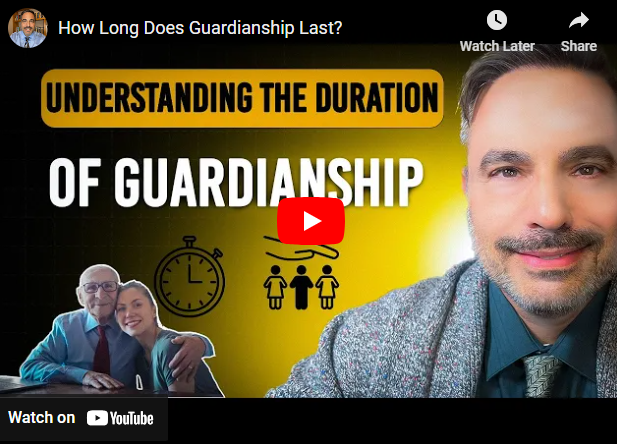 How Long Does Guardianship Last?
Watch Later
Share
UNDERSTANDING THE DURATION
OF GUARDIANSHIP
Watch on YouTube